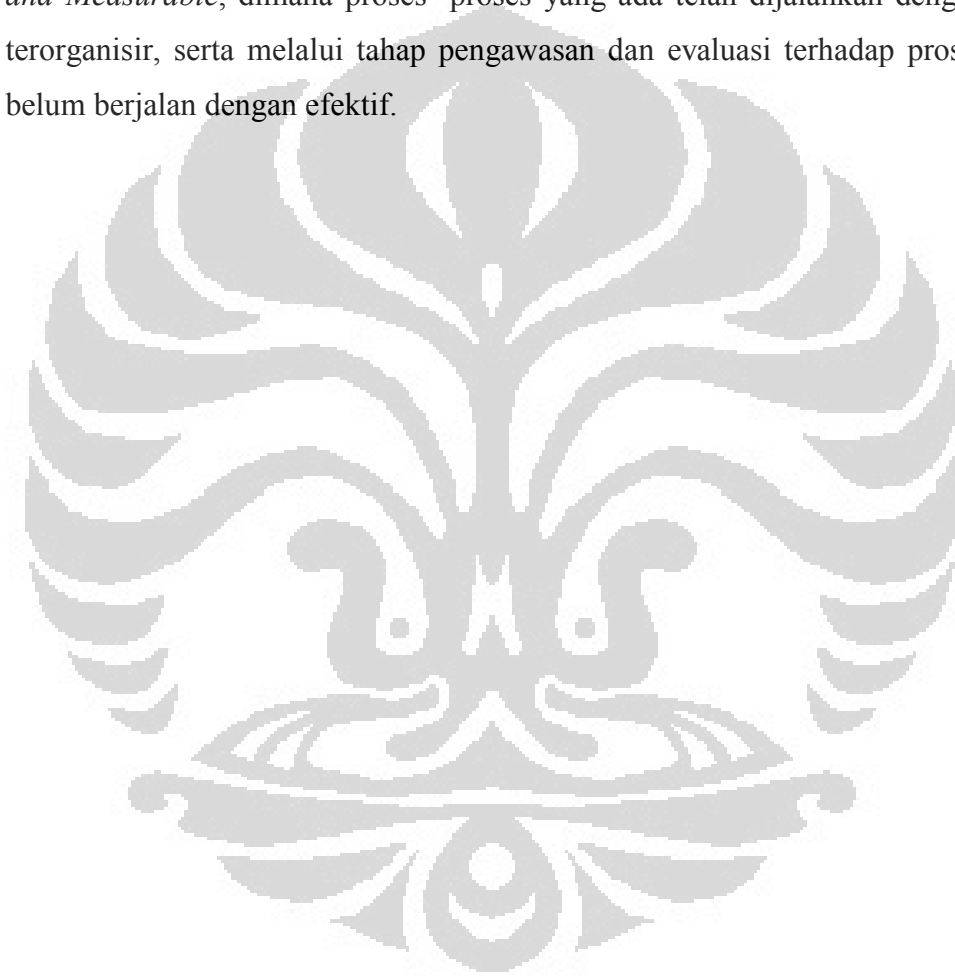 and Measurable, dimana proses- proses yang ada telah dijalankan deng
terorganisir, serta melalui tahap pengawasan dan evaluasi terhadap pros
belum berjalan dengan efektif.